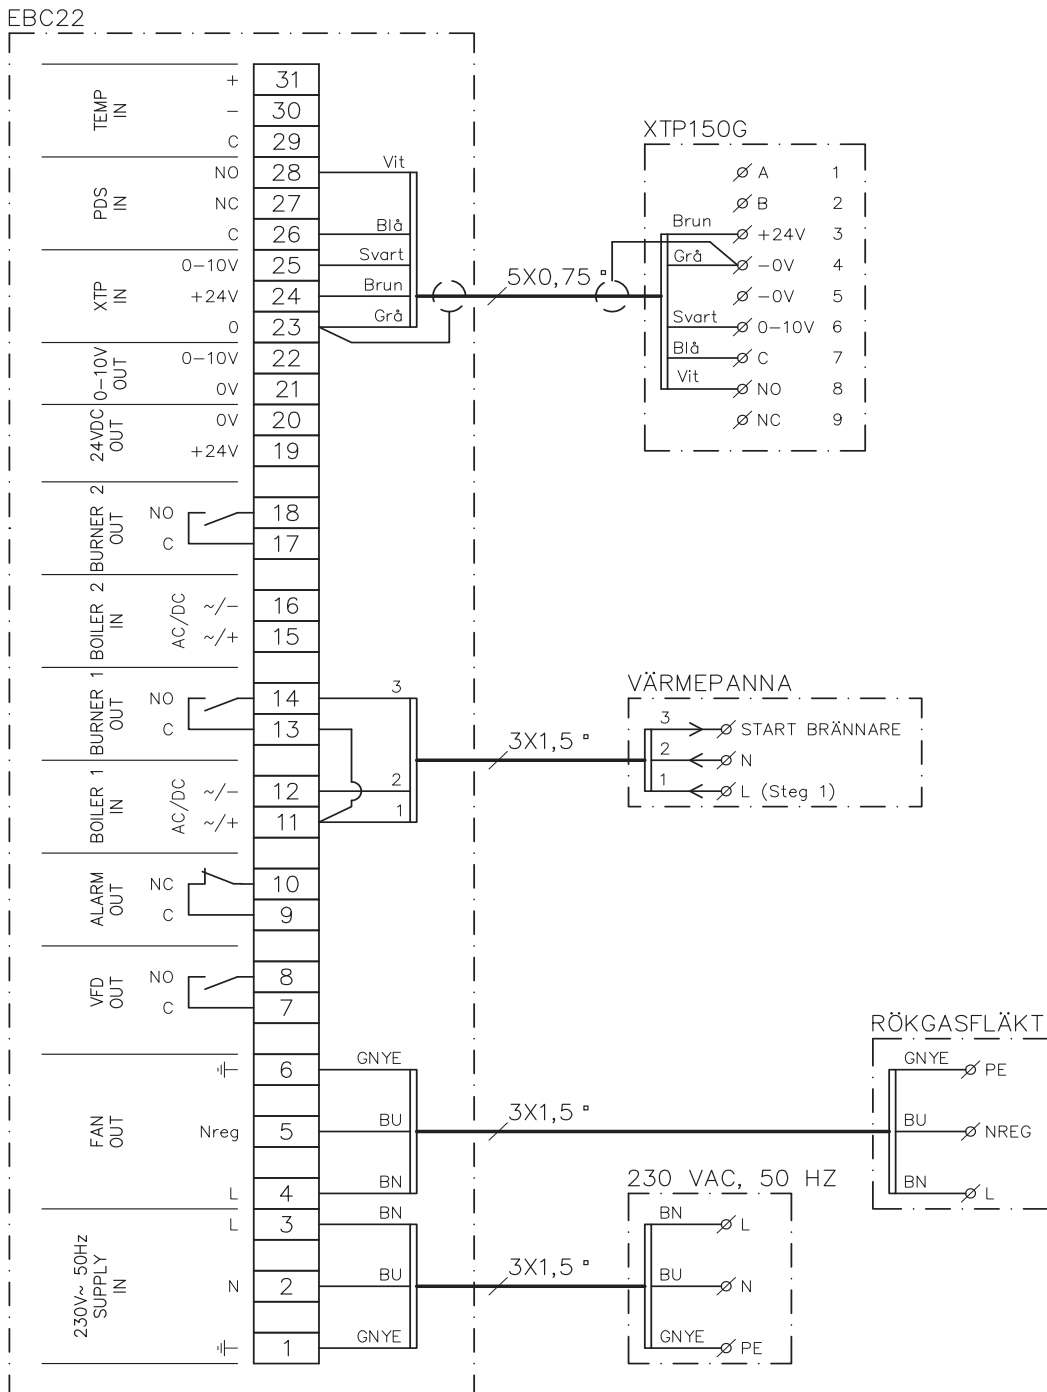 EBC22
TEMP IN
+ 31
- 30
C 29
PDS IN
NO 28 Vit
NC 27
C 26 Blå
XTP IN
0-10V 25 Svart
+24V 24 Brun
0 23 Grå
5X0,75 ▫
0-10V OUT
0-10V 22
0V 21
24VDC OUT
0V 20
+24V 19
BURNER 2 OUT
NO 18
C 17
BOILER 2 IN
AC/DC
~/- 16
~/+ 15
BURNER 1 OUT
NO 14 3
C 13
3X1,5 ▫
BOILER 1 IN
AC/DC
~/- 12 2
~/+ 11 1
ALARM OUT
NC 10
C 9
VFD OUT
NO 8
C 7
FAN OUT
6 GNYE
Nreg 5 BU
L 4 BN
3X1,5 ▫
230V~ 50Hz
SUPPLY
IN
L 3 BN
N 2 BU
1 GNYE
3X1,5 ▫
XTP150G
A 1
B 2
Brun +24V 3
Grå -0V 4
-0V 5
Svart 0-10V 6
Blå C 7
Vit NO 8
NC 9
VÄRMEPANNA
3 START BRÄNNARE
2 N
1 L (Steg 1)
RÖKGASFLÄKT
GNYE PE
BU NREG
BN L
230 VAC, 50 HZ
BN L
BU N
GNYE PE